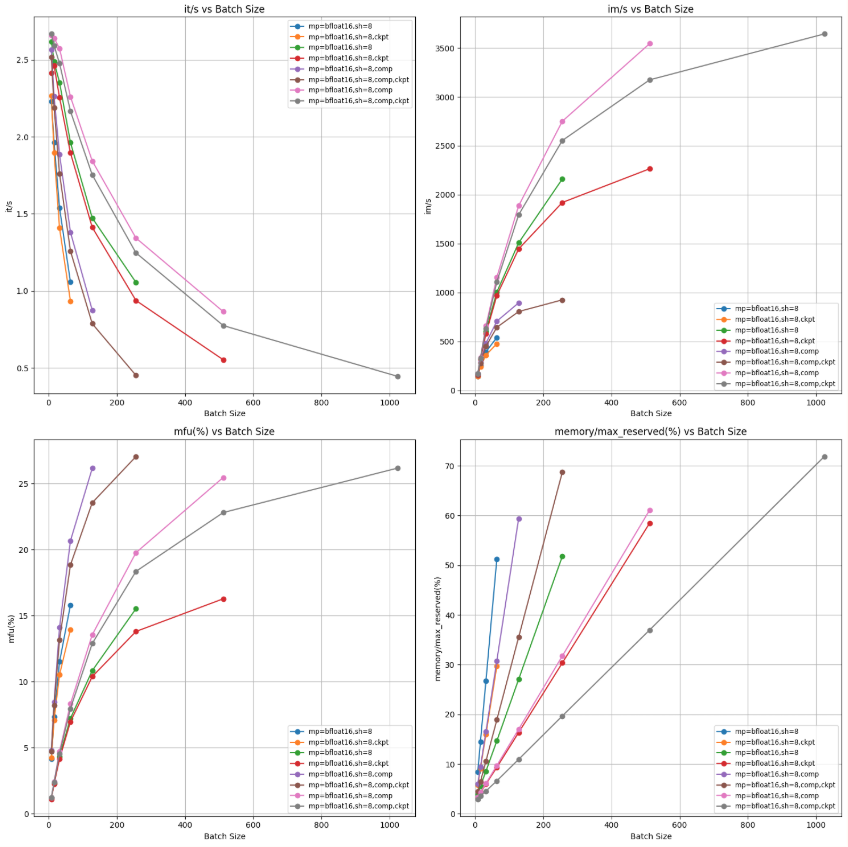 it/s vs Batch Size
it/s
2.5
2.0
1.5
1.0
0.5
0
200
400
600
800
1000
Batch Size
mp=bfloat16,sh=8
mp=bfloat16,sh=8,ckpt
mp=bfloat16,sh=8
mp=bfloat16,sh=8,ckpt
mp=bfloat16,sh=8,comp
mp=bfloat16,sh=8,comp,ckpt
mp=bfloat16,sh=8,comp
mp=bfloat16,sh=8,comp,ckpt
im/s vs Batch Size
im/s
3500
3000
2500
2000
1500
1000
500
0
0
200
400
600
800
1000
Batch Size
mp=bfloat16,sh=8
mp=bfloat16,sh=8,ckpt
mp=bfloat16,sh=8
mp=bfloat16,sh=8,ckpt
mp=bfloat16,sh=8,comp
mp=bfloat16,sh=8,comp,ckpt
mp=bfloat16,sh=8,comp
mp=bfloat16,sh=8,comp,ckpt
mfu(%) vs Batch Size
mfu(%)
25
20
15
10
5
0
0
200
400
600
800
1000
Batch Size
mp=bfloat16,sh=8
mp=bfloat16,sh=8,ckpt
mp=bfloat16,sh=8
mp=bfloat16,sh=8,ckpt
mp=bfloat16,sh=8,comp
mp=bfloat16,sh=8,comp,ckpt
mp=bfloat16,sh=8,comp
mp=bfloat16,sh=8,comp,ckpt
memory/max_reserved(%) vs Batch Size
memory/max_reserved(%)
70
60
50
40
30
20
10
0
0
200
400
600
800
1000
Batch Size
mp=bfloat16,sh=8
mp=bfloat16,sh=8,ckpt
mp=bfloat16,sh=8
mp=bfloat16,sh=8,ckpt
mp=bfloat16,sh=8,comp
mp=bfloat16,sh=8,comp,ckpt
mp=bfloat16,sh=8,comp
mp=bfloat16,sh=8,comp,ckpt